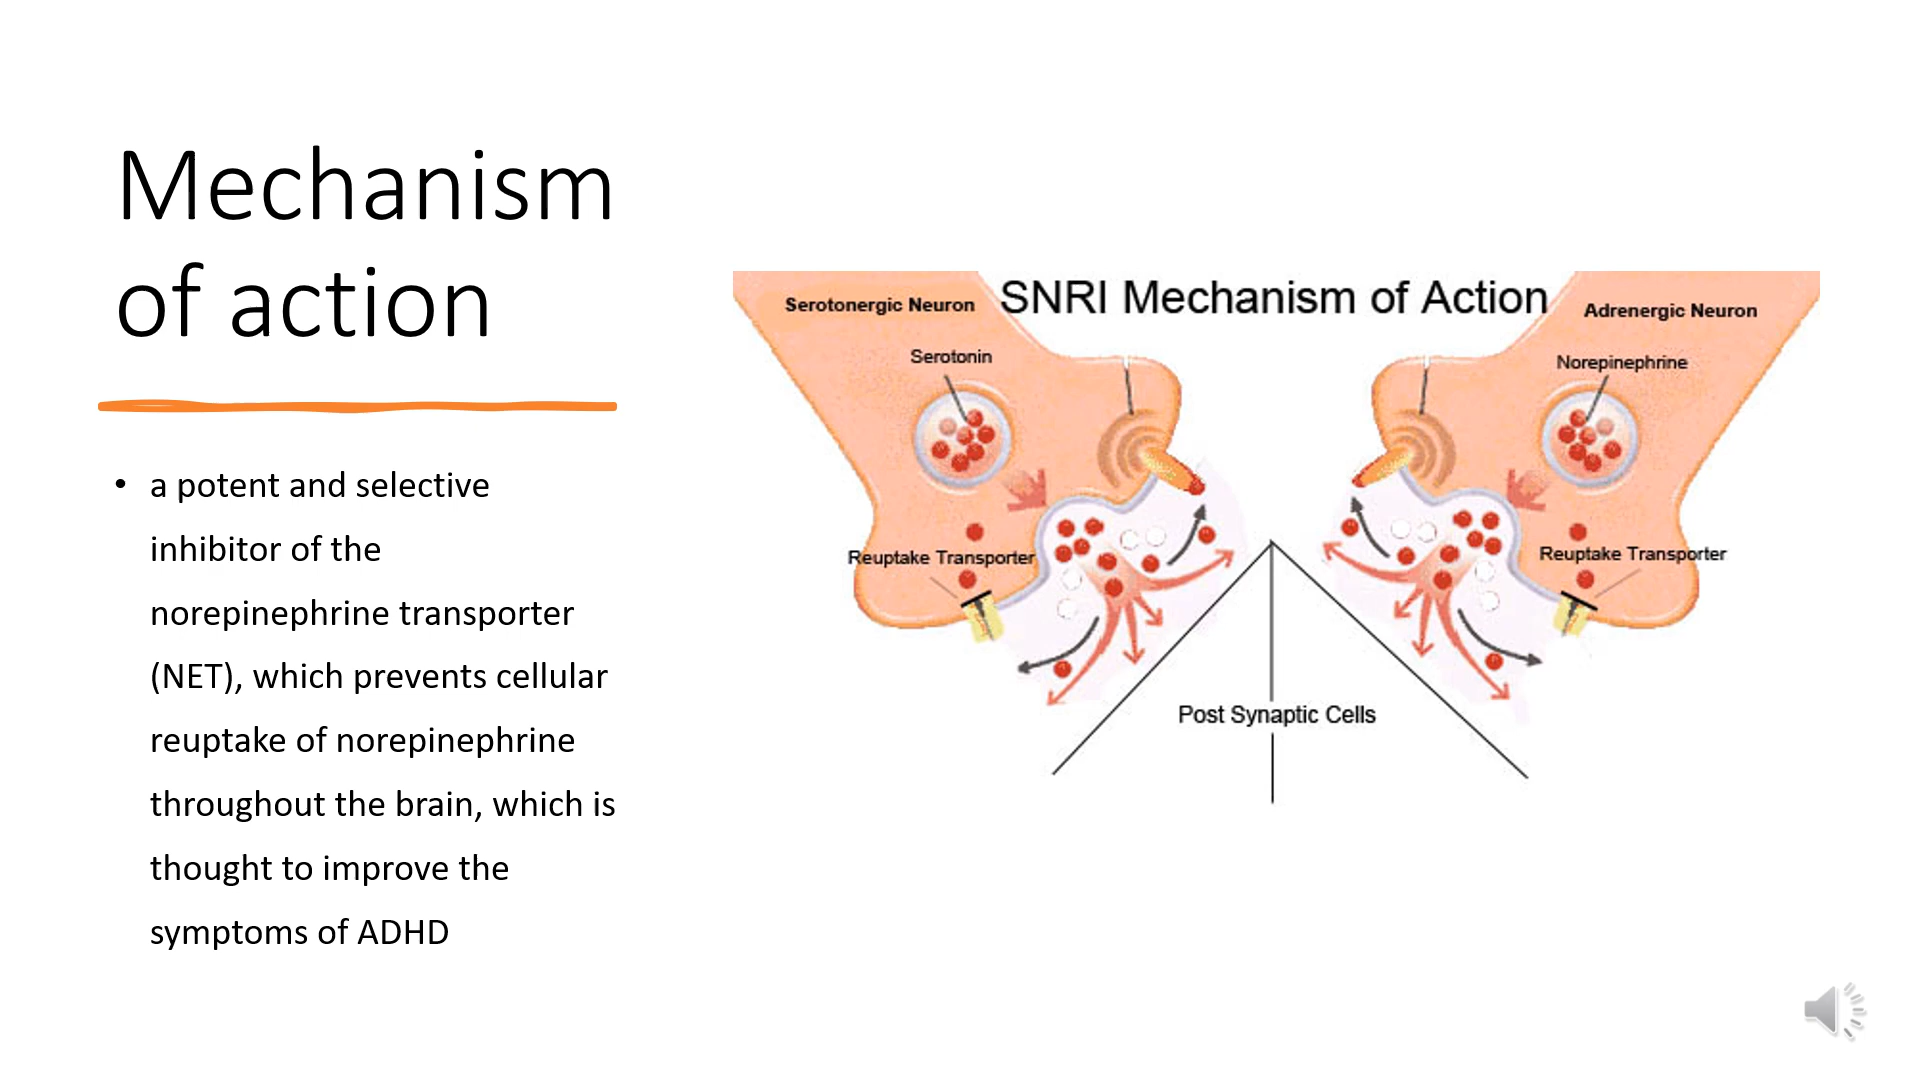 Mechanism
of action
• a potent and selective
inhibitor of the
norepinephrine transporter
(NET), which prevents cellular
reuptake of norepinephrine
throughout the brain, which is
thought to improve the
symptoms of ADHD
SNRI Mechanism of Action
Serotonergic Neuron
Adrenergic Neuron
Serotonin
Norepinephrine
Reuptake Transporter
Reuptake Transporter
Post Synaptic Cells